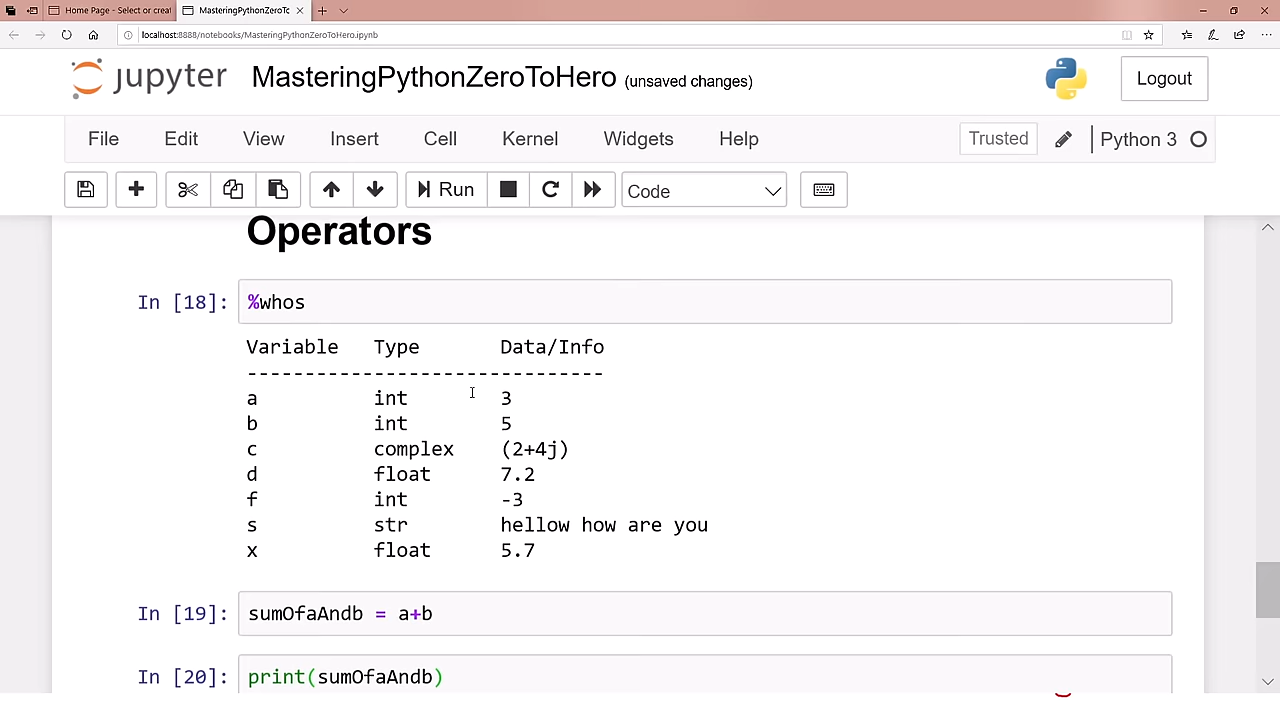 Home Page - Select or creat
MasteringPythonZeroTo
localhost:8888/notebooks/MasteringPythonZeroToHero.ipynb
jupyter MasteringPythonZeroToHero (unsaved changes) Logout
File Edit View Insert Cell Kernel Widgets Help Trusted Python 3
Run Code
Operators
In [18]: %whos
Variable Type Data/Info
-------------------------------
a int 3
b int 5
c complex (2+4j)
d float 7.2
f int -3
s str hellow how are you
x float 5.7
In [19]: sumOfaAndb = a+b
In [20]: print(sumOfaAndb)